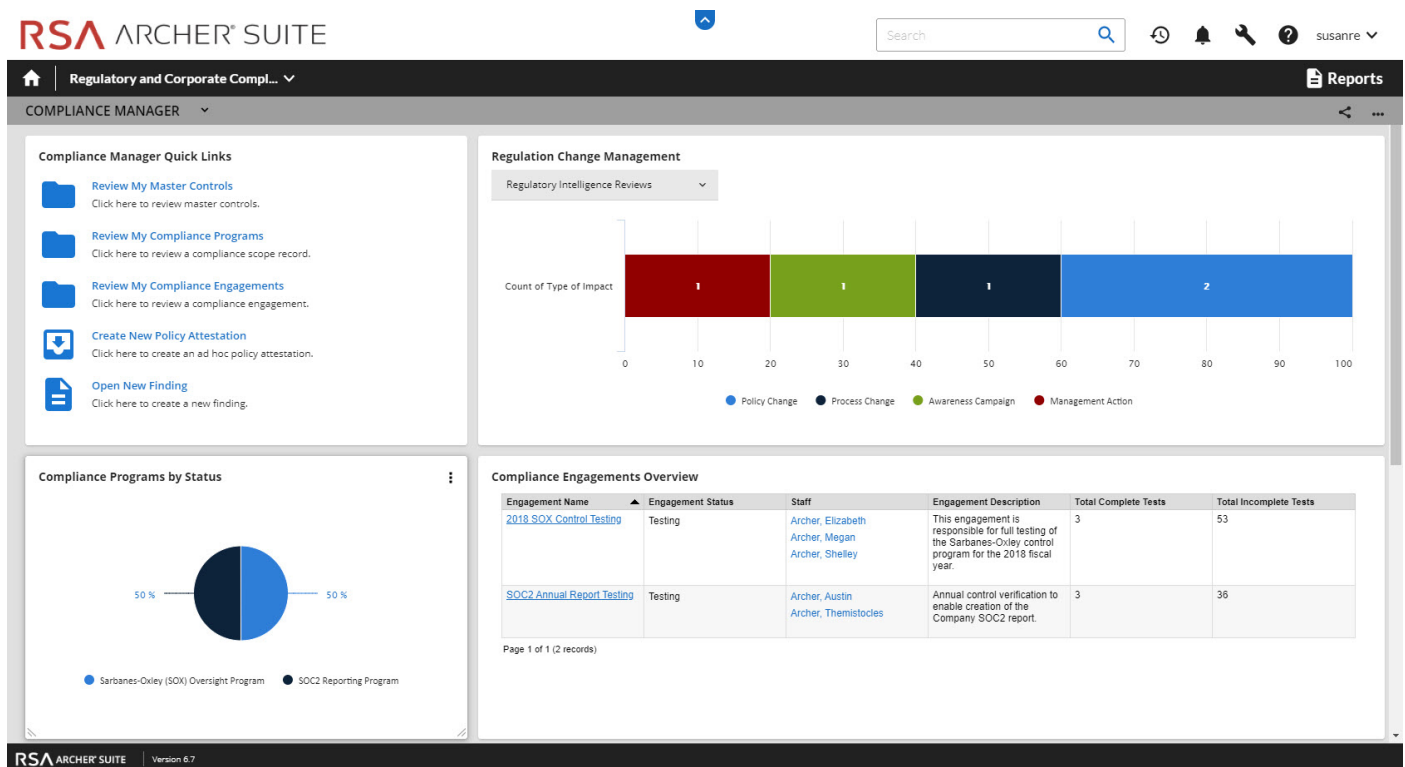 RSA ARCHER® SUITE
Search
susanre
Regulatory and Corporate Compl...
Reports
COMPLIANCE MANAGER
Compliance Manager Quick Links
Review My Master Controls
Click here to review master controls.
Review My Compliance Programs
Click here to review a compliance scope record.
Review My Compliance Engagements
Click here to review a compliance engagement.
Create New Policy Attestation
Click here to create an ad hoc policy attestation.
Open New Finding
Click here to create a new finding.
Regulation Change Management
Regulatory Intelligence Reviews
Count of Type of Impact
1 1 1 2
0 10 20 30 40 50 60 70 80 90 100
Policy Change Process Change Awareness Campaign Management Action
Compliance Programs by Status
50 % 50 %
Sarbanes-Oxley (SOX) Oversight Program SOC2 Reporting Program
Compliance Engagements Overview
Engagement Name Engagement Status Staff Engagement Description Total Complete Tests Total Incomplete Tests
2018 SOX Control Testing Testing Archer, Elizabeth This engagement is 3 53
responsible for full testing of
Archer, Megan the Sarbanes-Oxley control
Archer, Shelley program for the 2018 fiscal
year.
SOC2 Annual Report Testing Testing Archer, Austin Annual control verification to 3 36
enable creation of the
Archer, Themistocles Company SOC2 report.
Page 1 of 1 (2 records)
RSA ARCHER® SUITE Version 6.7